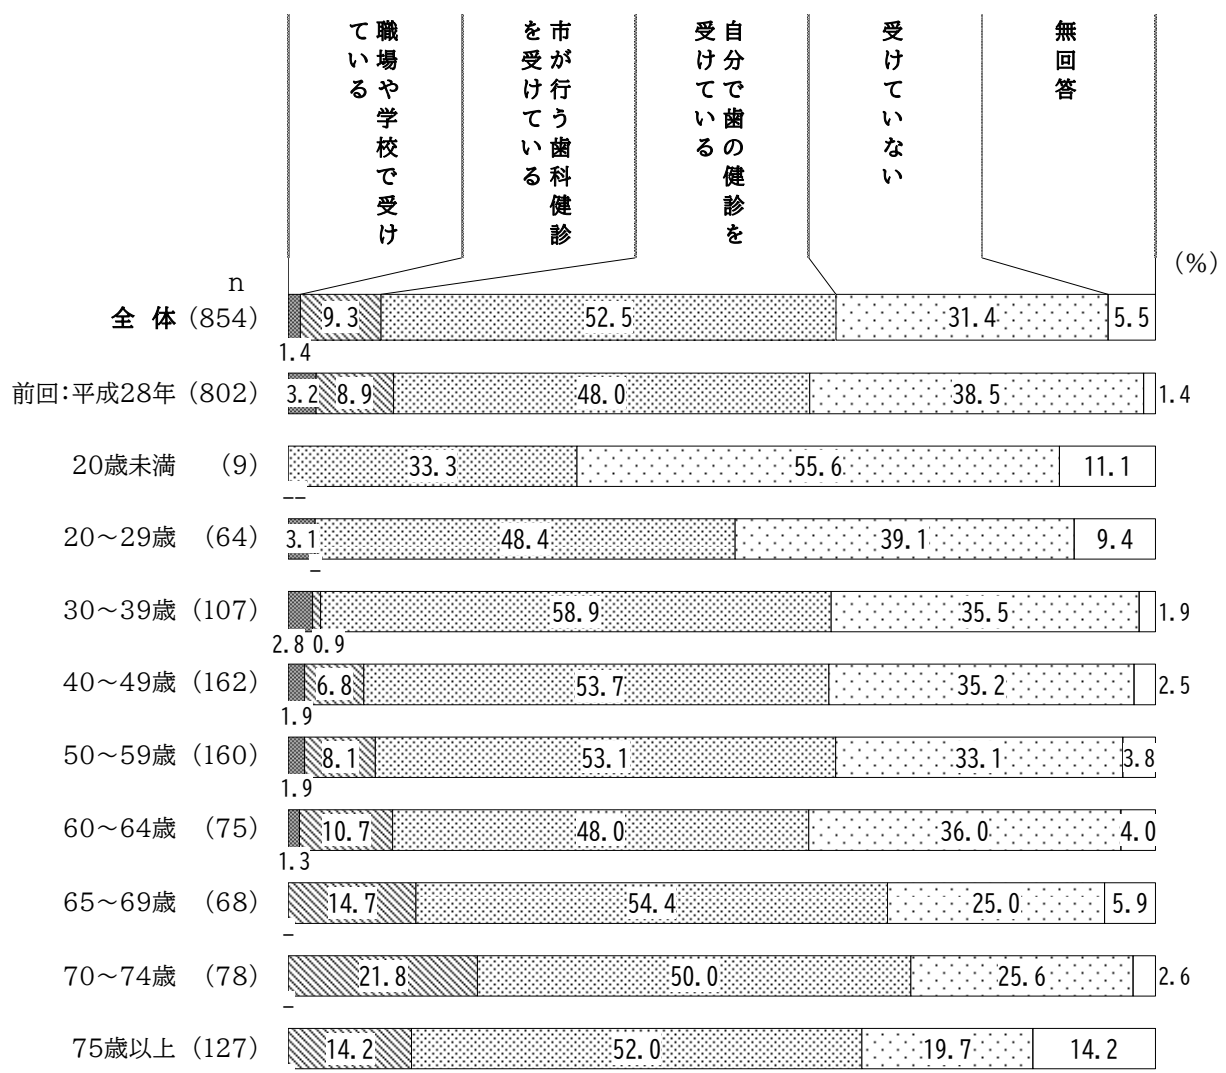 職場や学校で受け
ている
市が行う歯科健診
を受けている
自分で歯の健診を
受けている
受けていない
無回答
(%)
n
全 体 (854) 9.3 52.5 31.4 5.5
1.4
前回：平成28年 (802) 3.2 8.9 48.0 38.5 1.4
20歳未満 (9) 33.3 55.6 11.1
--
20～29歳 (64) 3.1 48.4 39.1 9.4
-
30～39歳 (107) 58.9 35.5 1.9
2.8 0.9
40～49歳 (162) 6.8 53.7 35.2 2.5
1.9
50～59歳 (160) 8.1 53.1 33.1 3.8
1.9
60～64歳 (75) 10.7 48.0 36.0 4.0
1.3
65～69歳 (68) 14.7 54.4 25.0 5.9
-
70～74歳 (78) 21.8 50.0 25.6 2.6
-
75歳以上 (127) 14.2 52.0 19.7 14.2